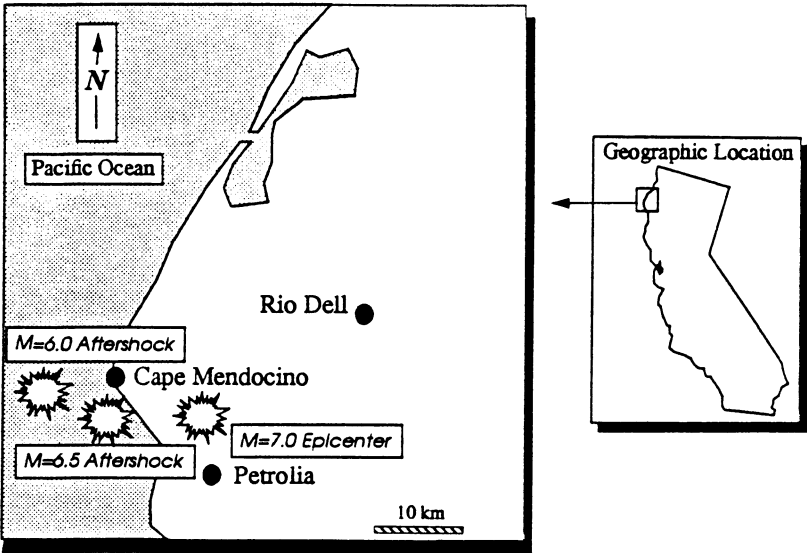 N
Pacific Ocean
Geographic Location
Rio Dell
M=6.0 Aftershock
Cape Mendocino
M=7.0 Epicenter
M=6.5 Aftershock
Petrolia
10 km